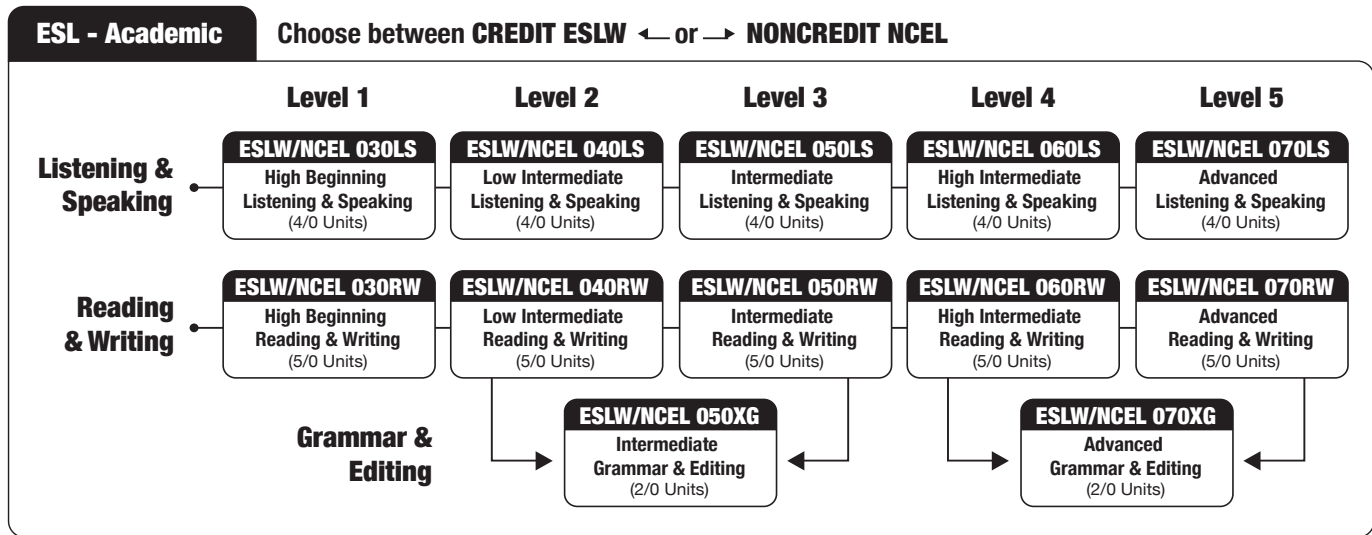 ESL - Academic
Choose between CREDIT ESLW ← or → NONCREDIT NCEL
Level 1
Level 2
Level 3
Level 4
Level 5
Listening &
Speaking
ESLW/NCEL 030LS
High Beginning
Listening & Speaking
(4/0 Units)
ESLW/NCEL 040LS
Low Intermediate
Listening & Speaking
(4/0 Units)
ESLW/NCEL 050LS
Intermediate
Listening & Speaking
(4/0 Units)
ESLW/NCEL 060LS
High Intermediate
Listening & Speaking
(4/0 Units)
ESLW/NCEL 070LS
Advanced
Listening & Speaking
(4/0 Units)
Reading
& Writing
ESLW/NCEL 030RW
High Beginning
Reading & Writing
(5/0 Units)
ESLW/NCEL 040RW
Low Intermediate
Reading & Writing
(5/0 Units)
ESLW/NCEL 050RW
Intermediate
Reading & Writing
(5/0 Units)
ESLW/NCEL 060RW
High Intermediate
Reading & Writing
(5/0 Units)
ESLW/NCEL 070RW
Advanced
Reading & Writing
(5/0 Units)
Grammar &
Editing
ESLW/NCEL 050XG
Intermediate
Grammar & Editing
(2/0 Units)
ESLW/NCEL 070XG
Advanced
Grammar & Editing
(2/0 Units)